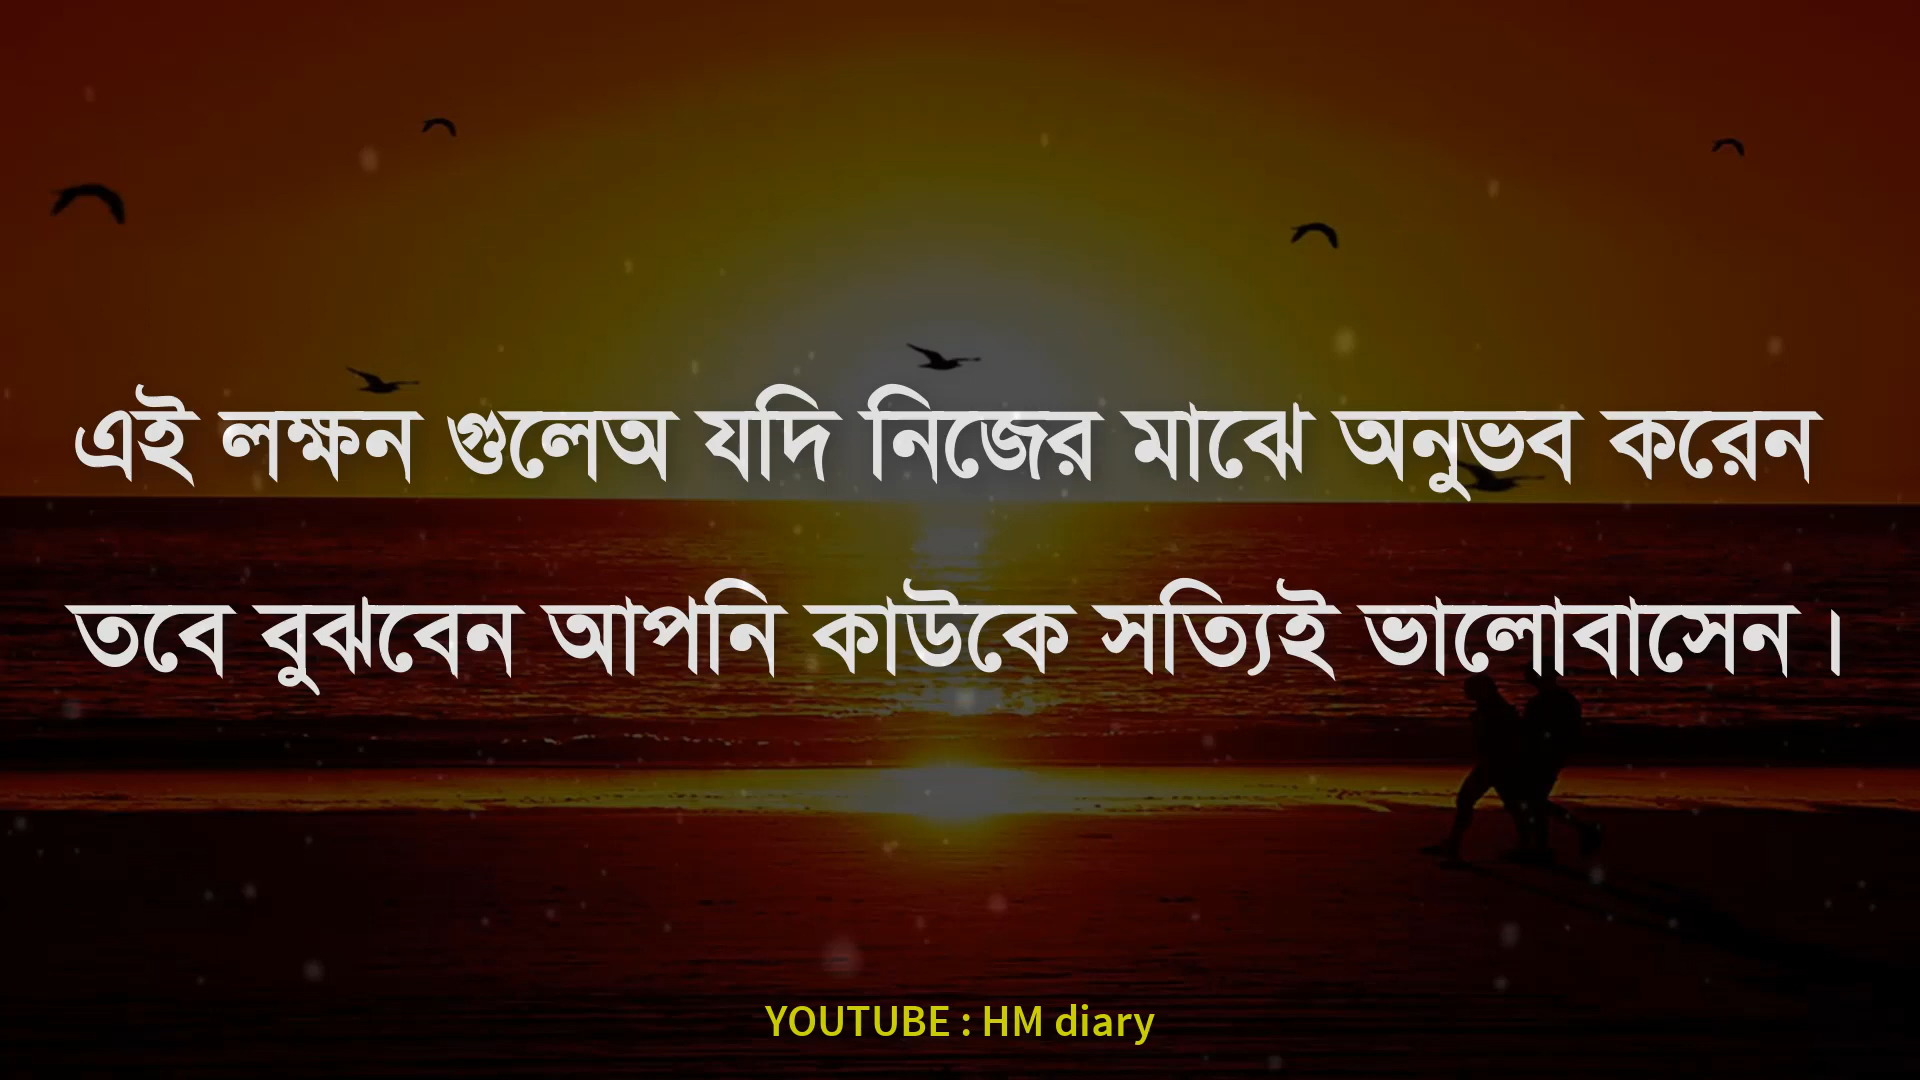 এই লক্ষন গুলেঅ যদি নিজের মাঝে অনুভব করেন
তবে বুঝবেন আপনি কাউকে সত্যিই ভালোবাসেন।
YOUTUBE : HM diary